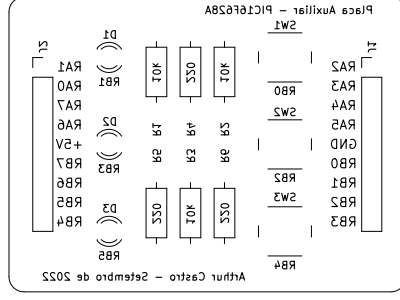 Placa Auxiliar - PIC16F628A
J1
SW1
D1
J2
RA2
RA3
RA4
RA5
GND
RB0
RB1
RB2
RB3
RB0
SW2
RB2
SW3
RB4
10k
220
10k
R2
R4
R1
R6
R3
R5
220
10k
220
RB1
D2
RB3
D3
RB5
RA1
RA0
RA7
RA6
+5V
RB7
RB6
RB5
RB4
Arthur Castro - Setembro de 2022